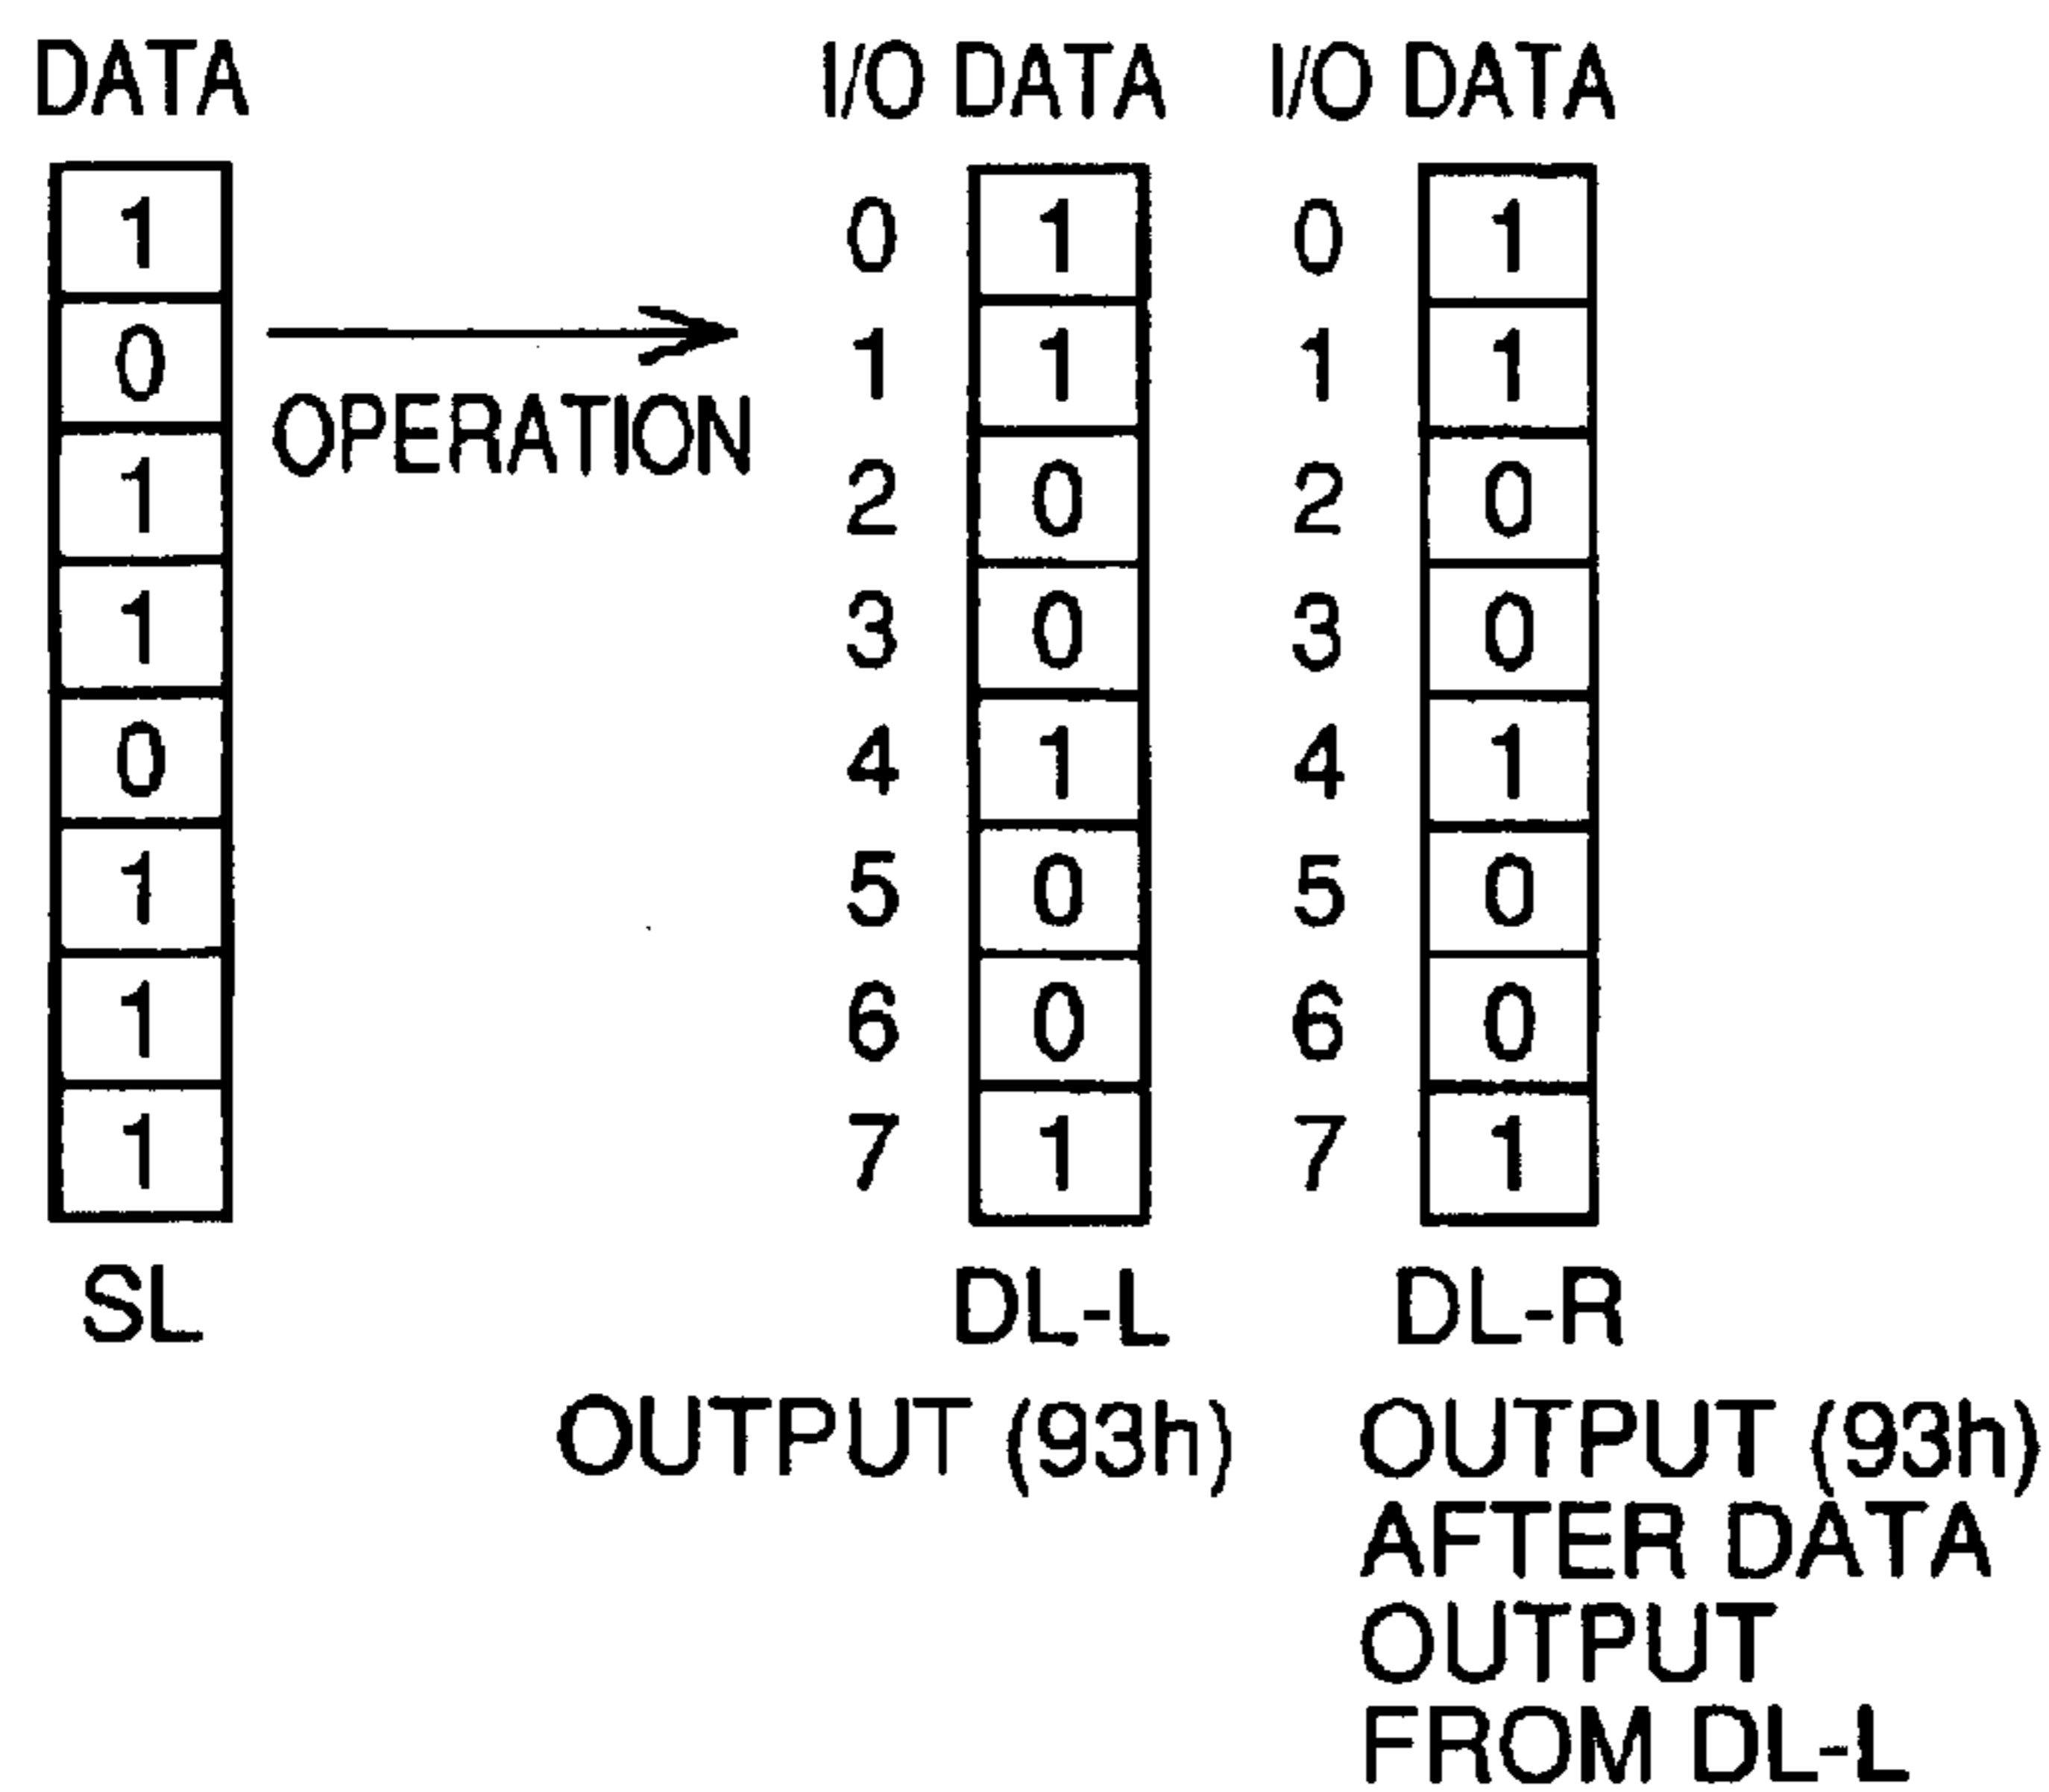 DATA I/O DATA I/O DATA
1 0 1 0 1
0 1 1 1 1
OPERATION
1 2 0 2 0
1 3 0 3 0
0 4 1 4 1
1 5 0 5 0
1 6 0 6 0
1 7 1 7 1
SL DL-L DL-R
OUTPUT (93h) OUTPUT (93h)
AFTER DATA
OUTPUT
FROM DL-L